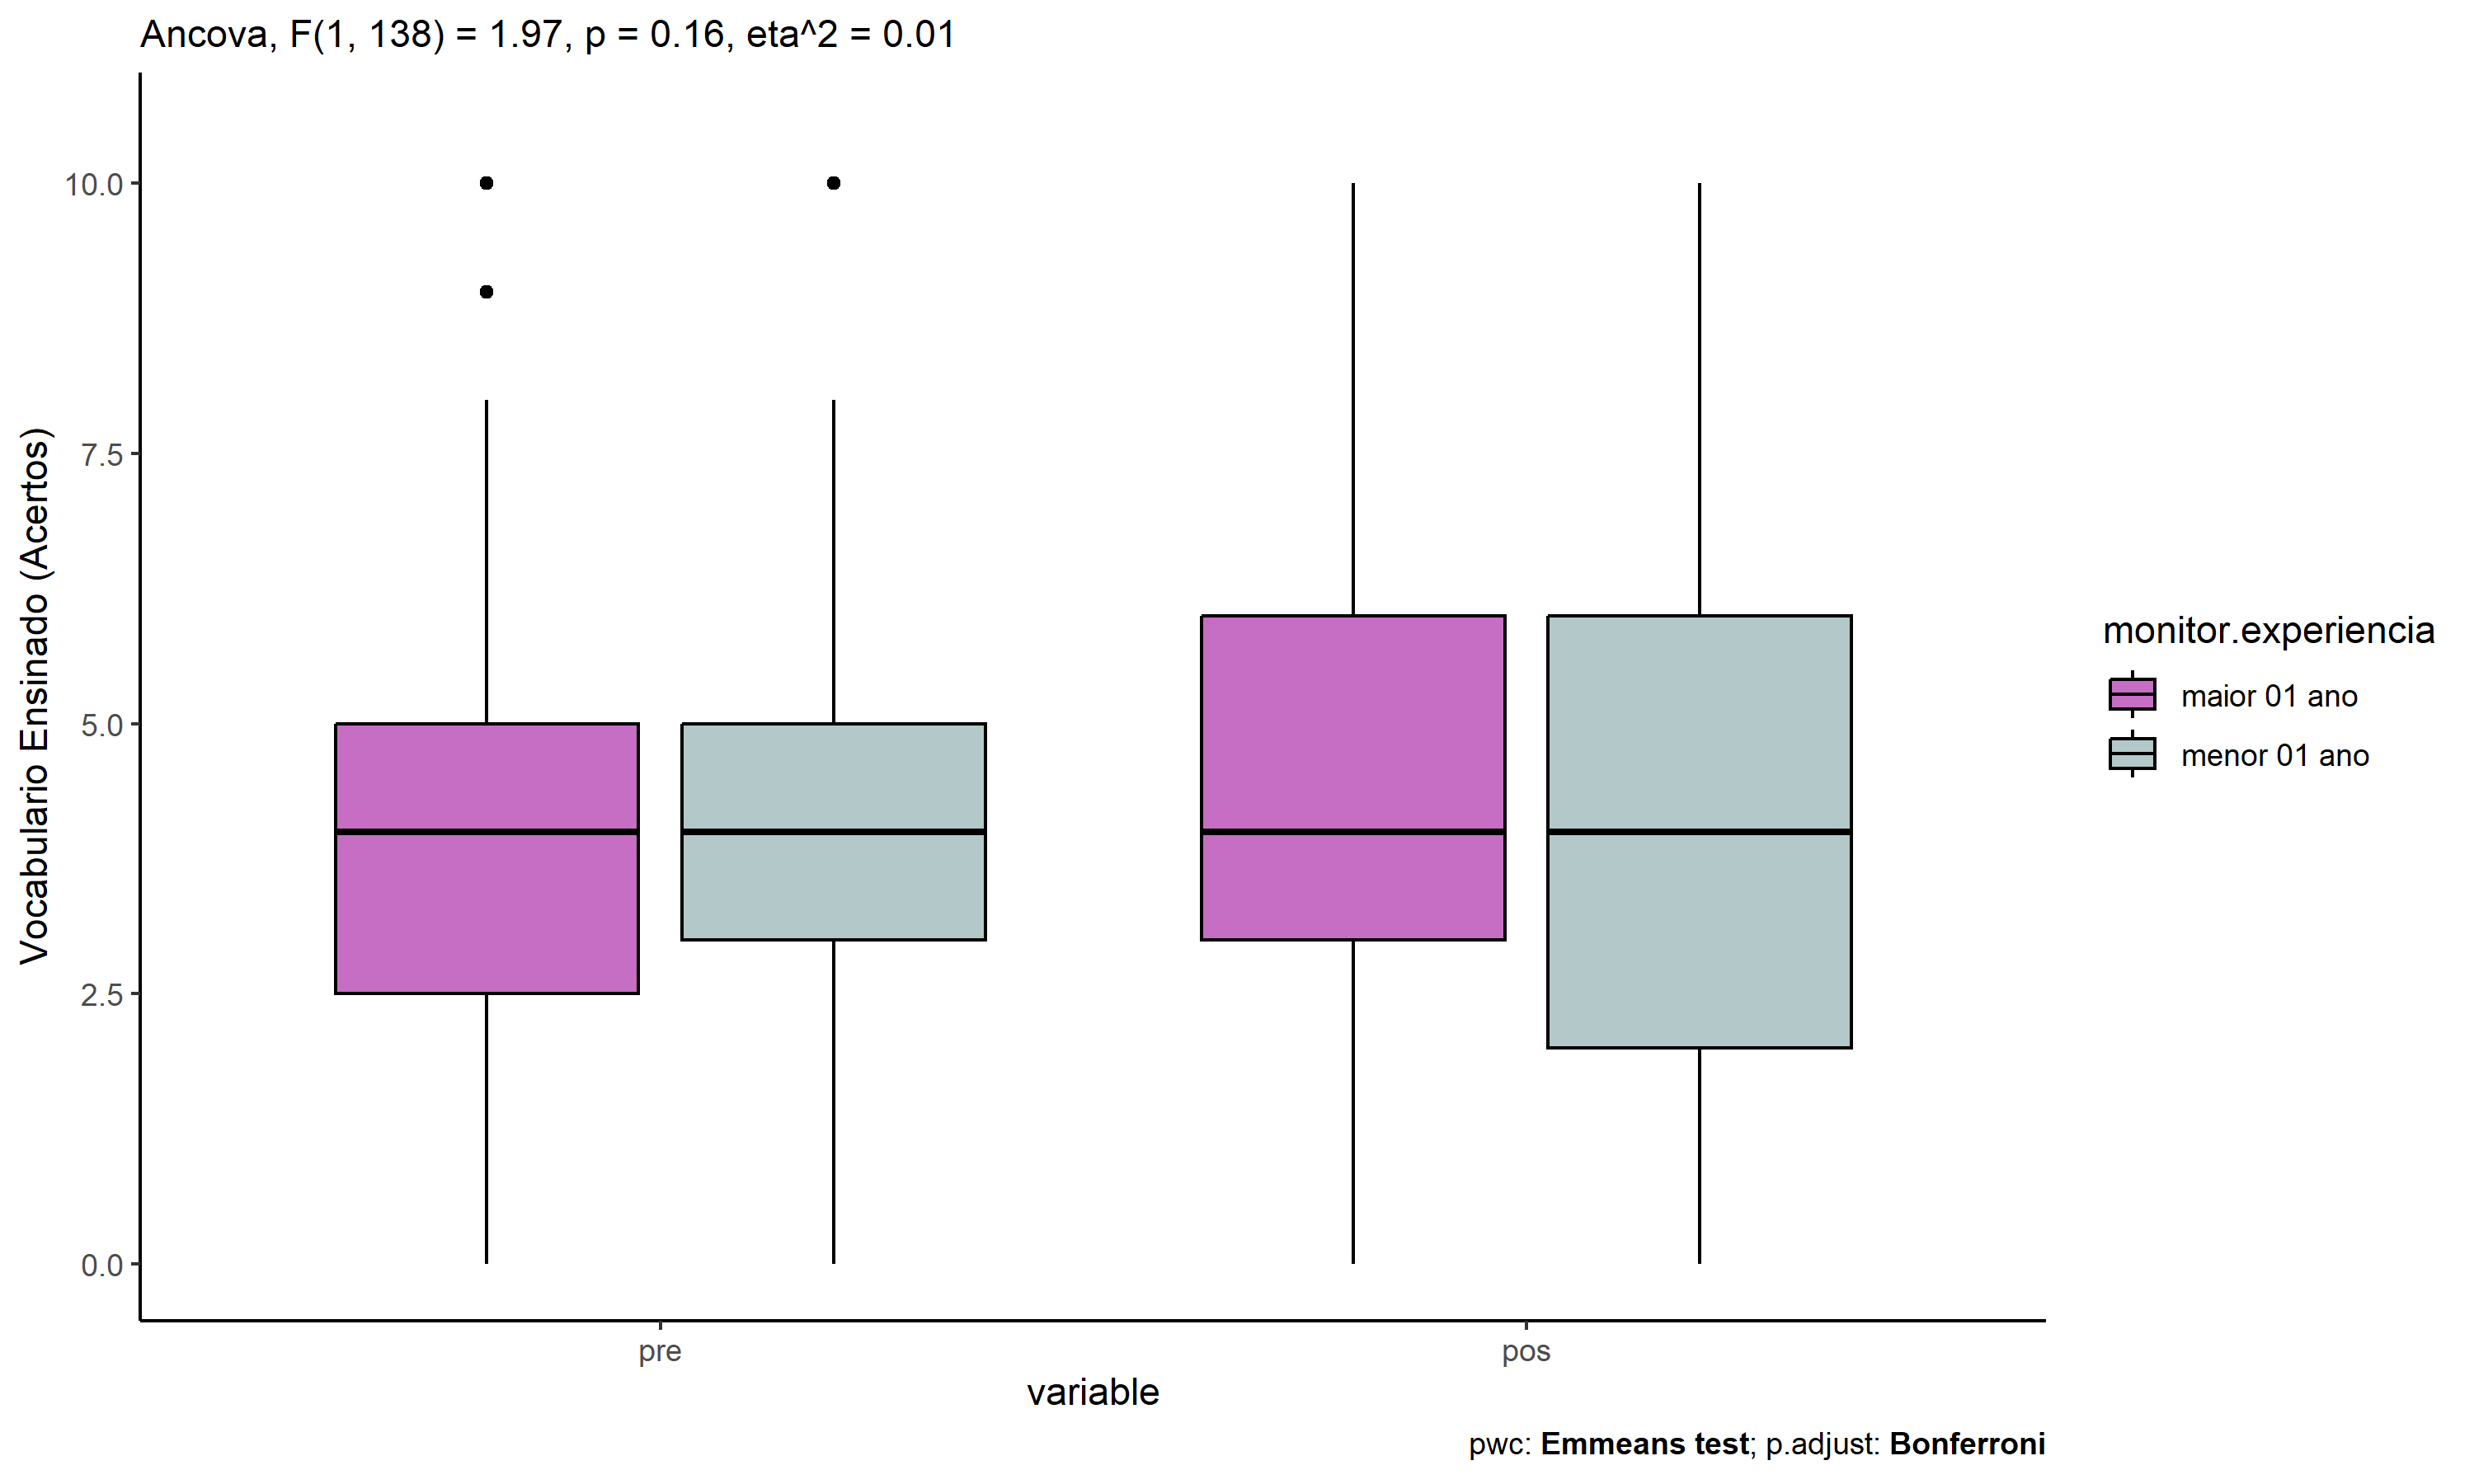 Ancova, F(1, 138) = 1.97, p = 0.16, eta^2 = 0.01
Vocabulario Ensinado (Acertos)
10.0
7.5
5.0
2.5
0.0
pre
pos
variable
monitor.experiencia
maior 01 ano
menor 01 ano
pwc: Emmeans test; p.adjust: Bonferroni